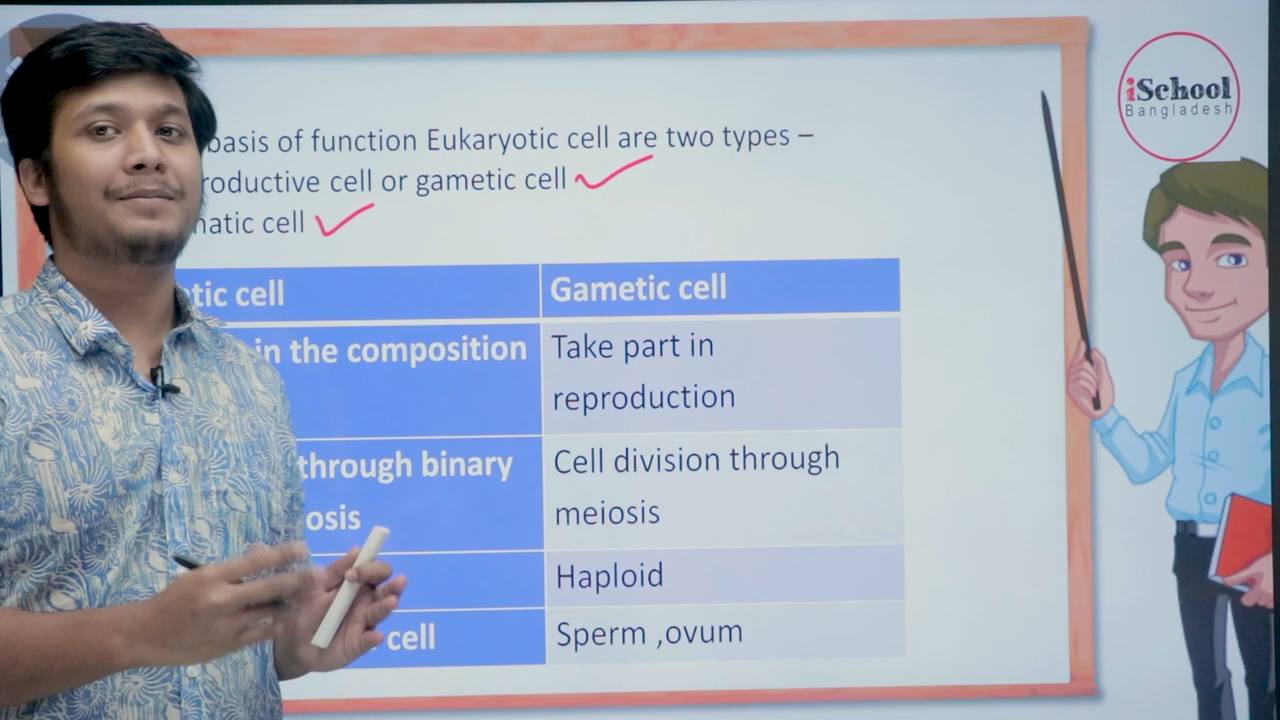 basis of function Eukaryotic cell are two types –
roductive cell or gametic cell
matic cell
tic cell
Gametic cell
in the composition
Take part in
reproduction
through binary
Cell division through
osis
meiosis
Haploid
cell
Sperm ,ovum
iSchool
Bangladesh